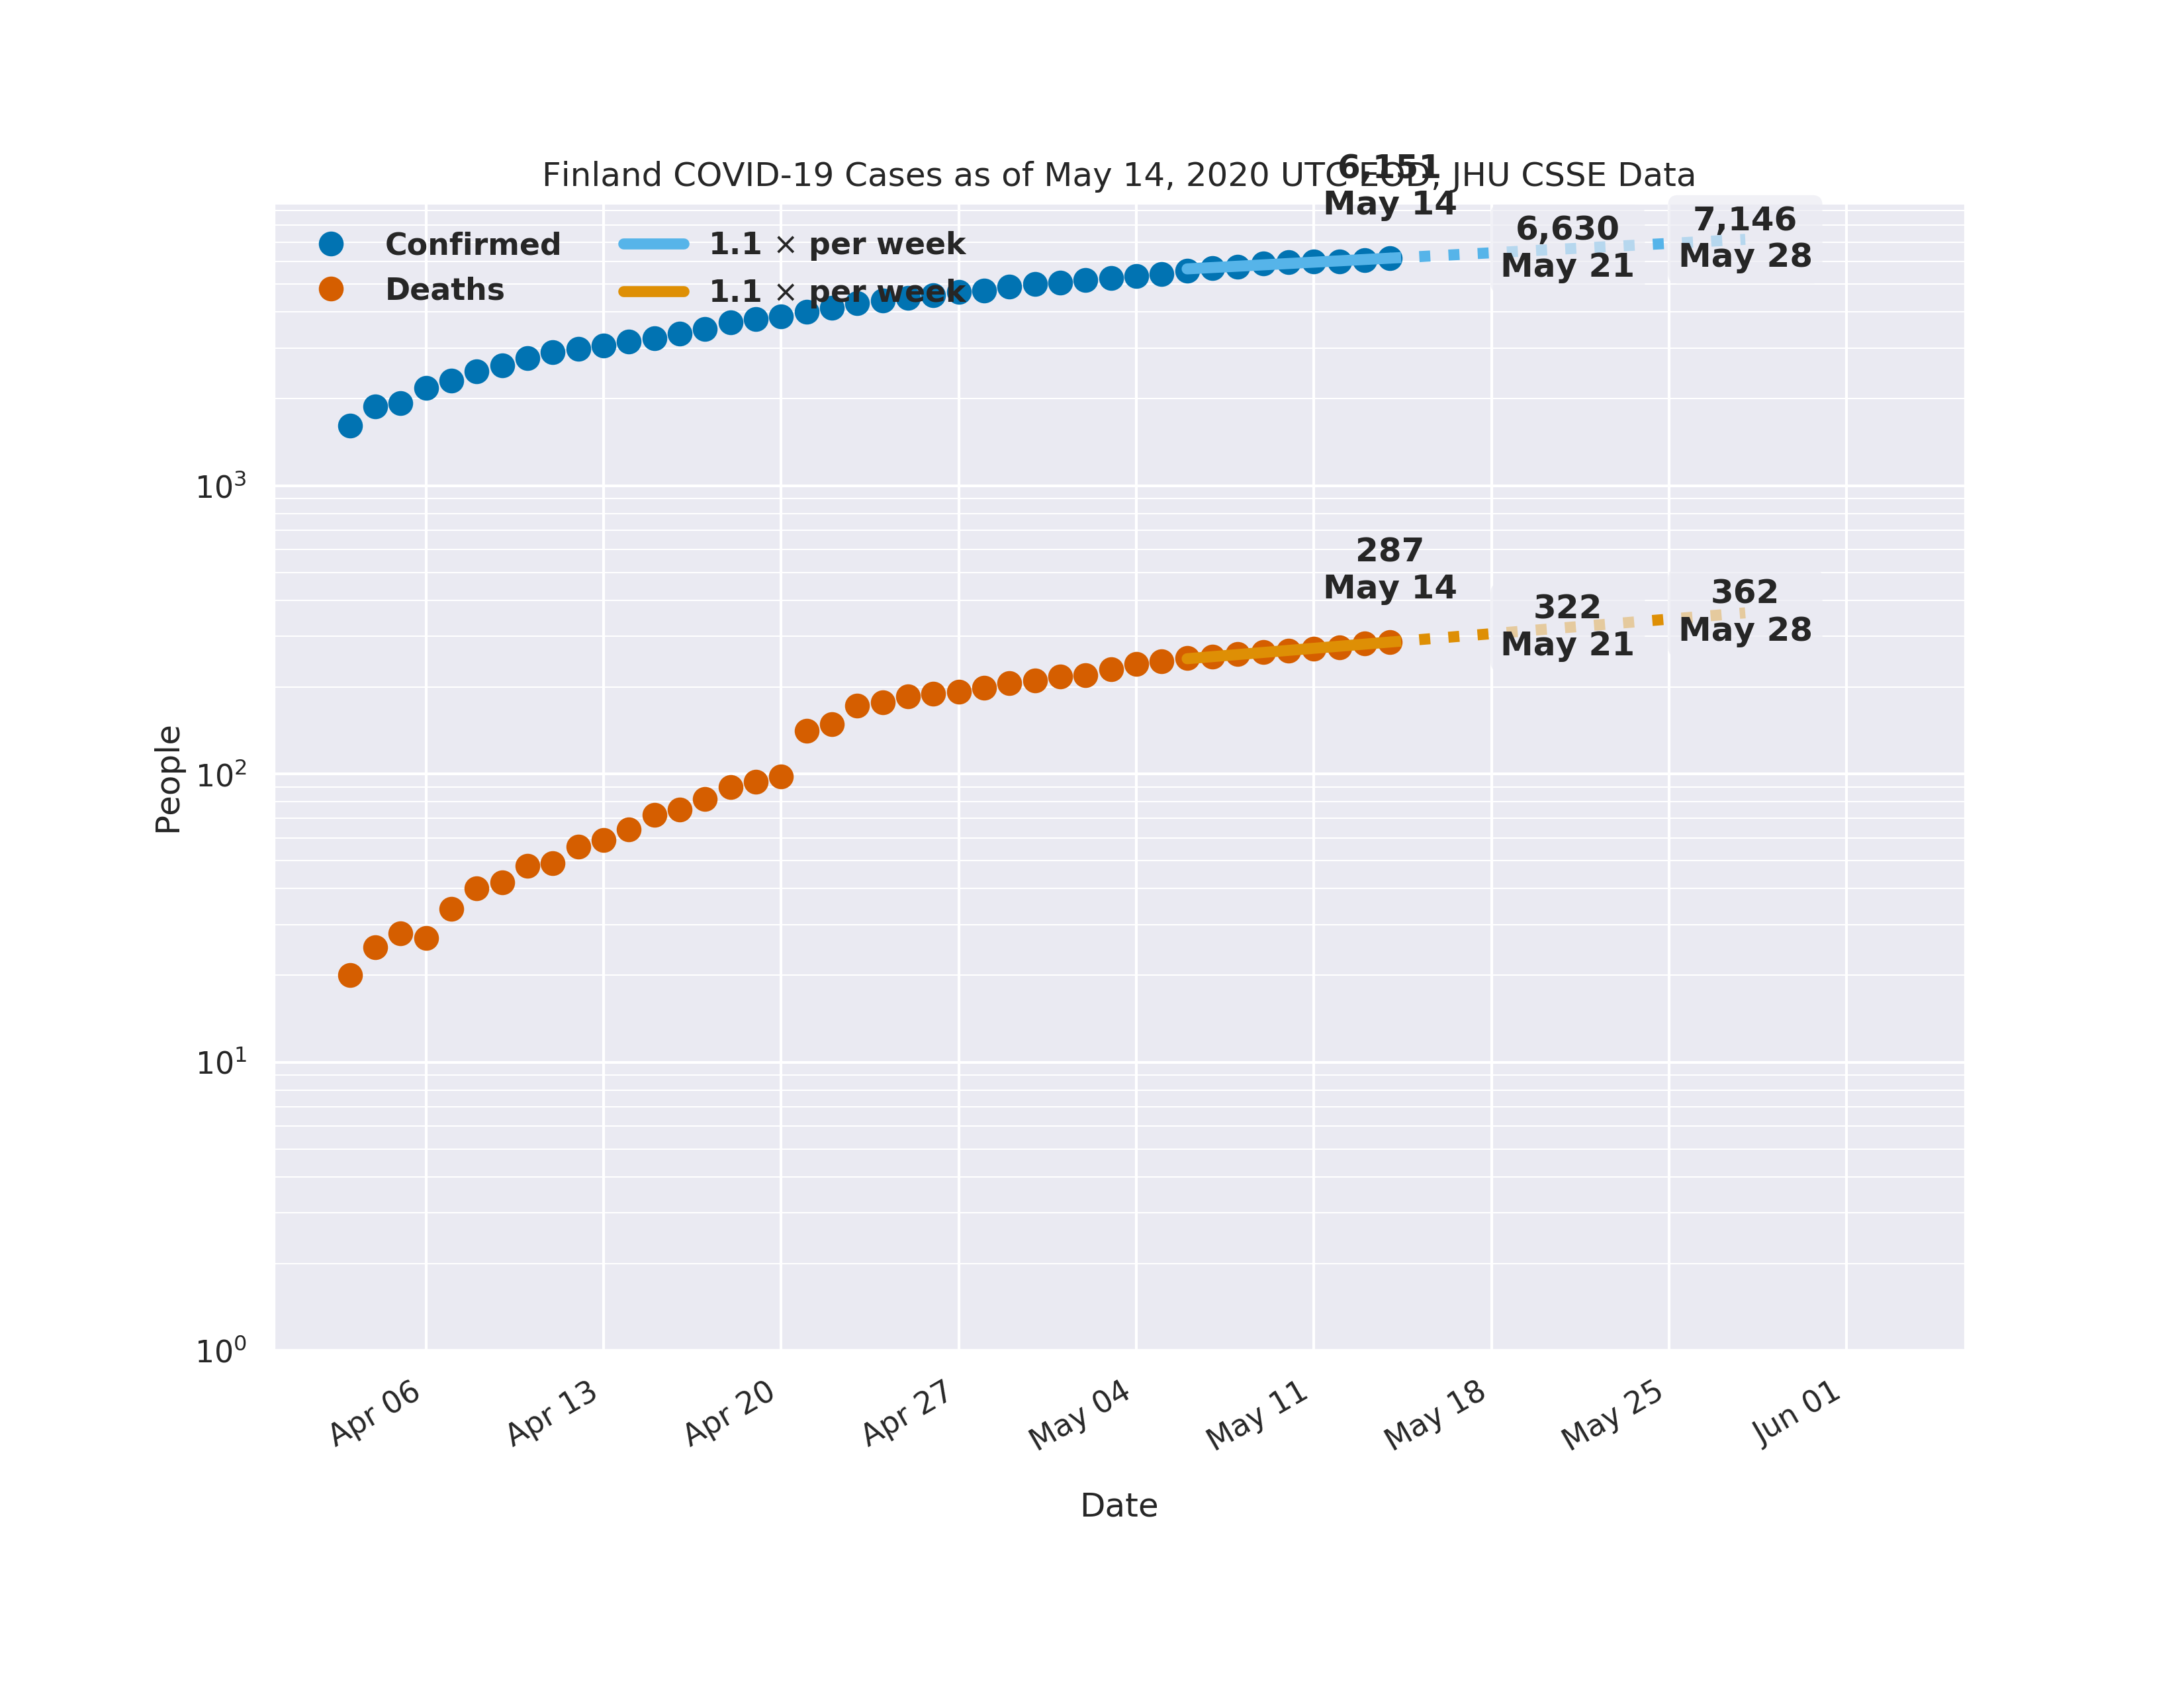 Finland COVID-19 Cases as of May 14, 2020 UTC EOD, JHU CSSE Data
6,151
May 14
6,630
May 21
7,146
May 28
Confirmed
Deaths
1.1 × per week
1.1 × per week
287
May 14
322
May 21
362
May 28
People
10³
10²
10¹
10⁰
Apr 06
Apr 13
Apr 20
Apr 27
May 04
May 11
May 18
May 25
Jun 01
Date